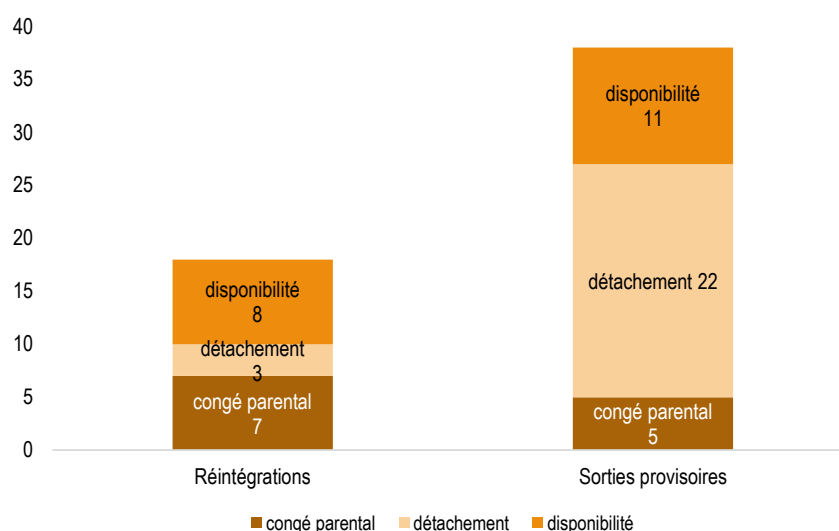 40
35
30
25
20
15
10
5
0
disponibilité
8
détachement
3
congé parental
7
disponibilité
11
détachement 22
congé parental
5
Réintégrations
Sorties provisoires
congé parental détachement disponibilité